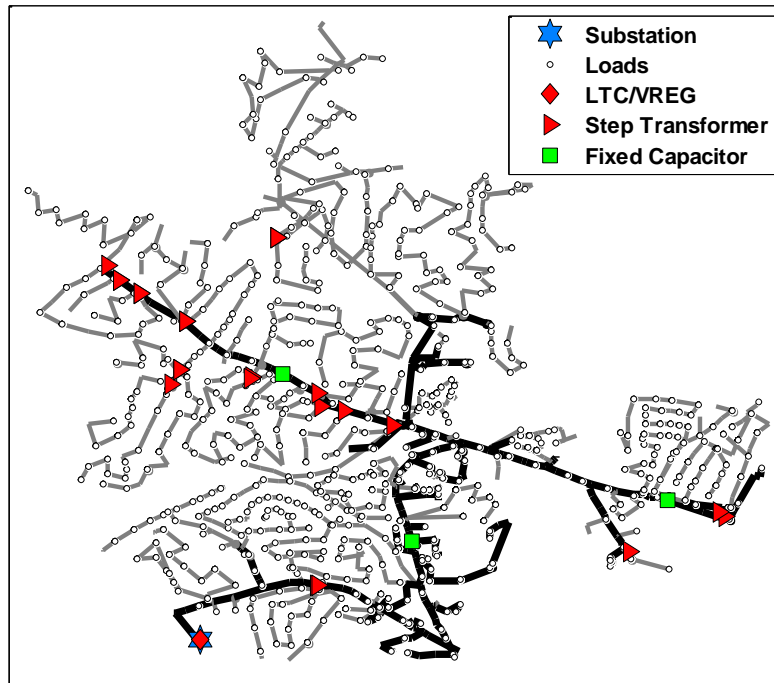 Substation
Loads
LTC/VREG
Step Transformer
Fixed Capacitor